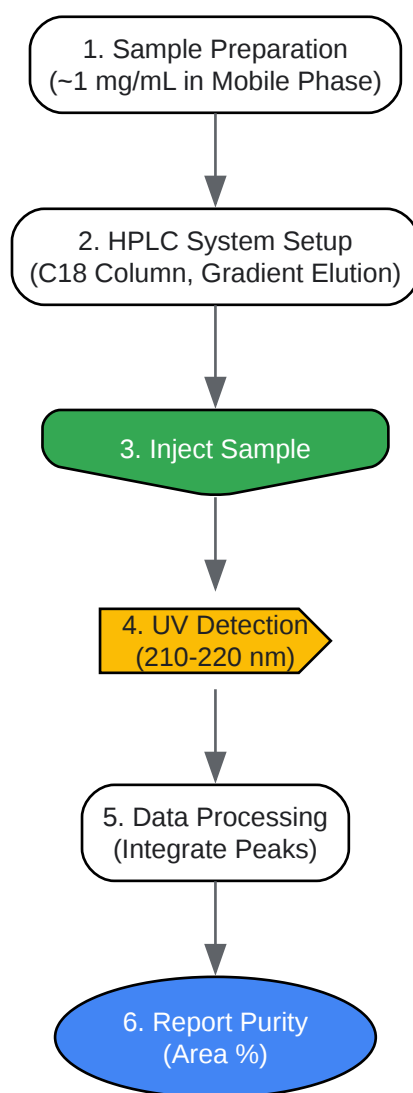 1. Sample Preparation
(~1 mg/mL in Mobile Phase)
2. HPLC System Setup
(C18 Column, Gradient Elution)
3. Inject Sample
4. UV Detection
(210-220 nm)
5. Data Processing
(Integrate Peaks)
6. Report Purity
(Area %)